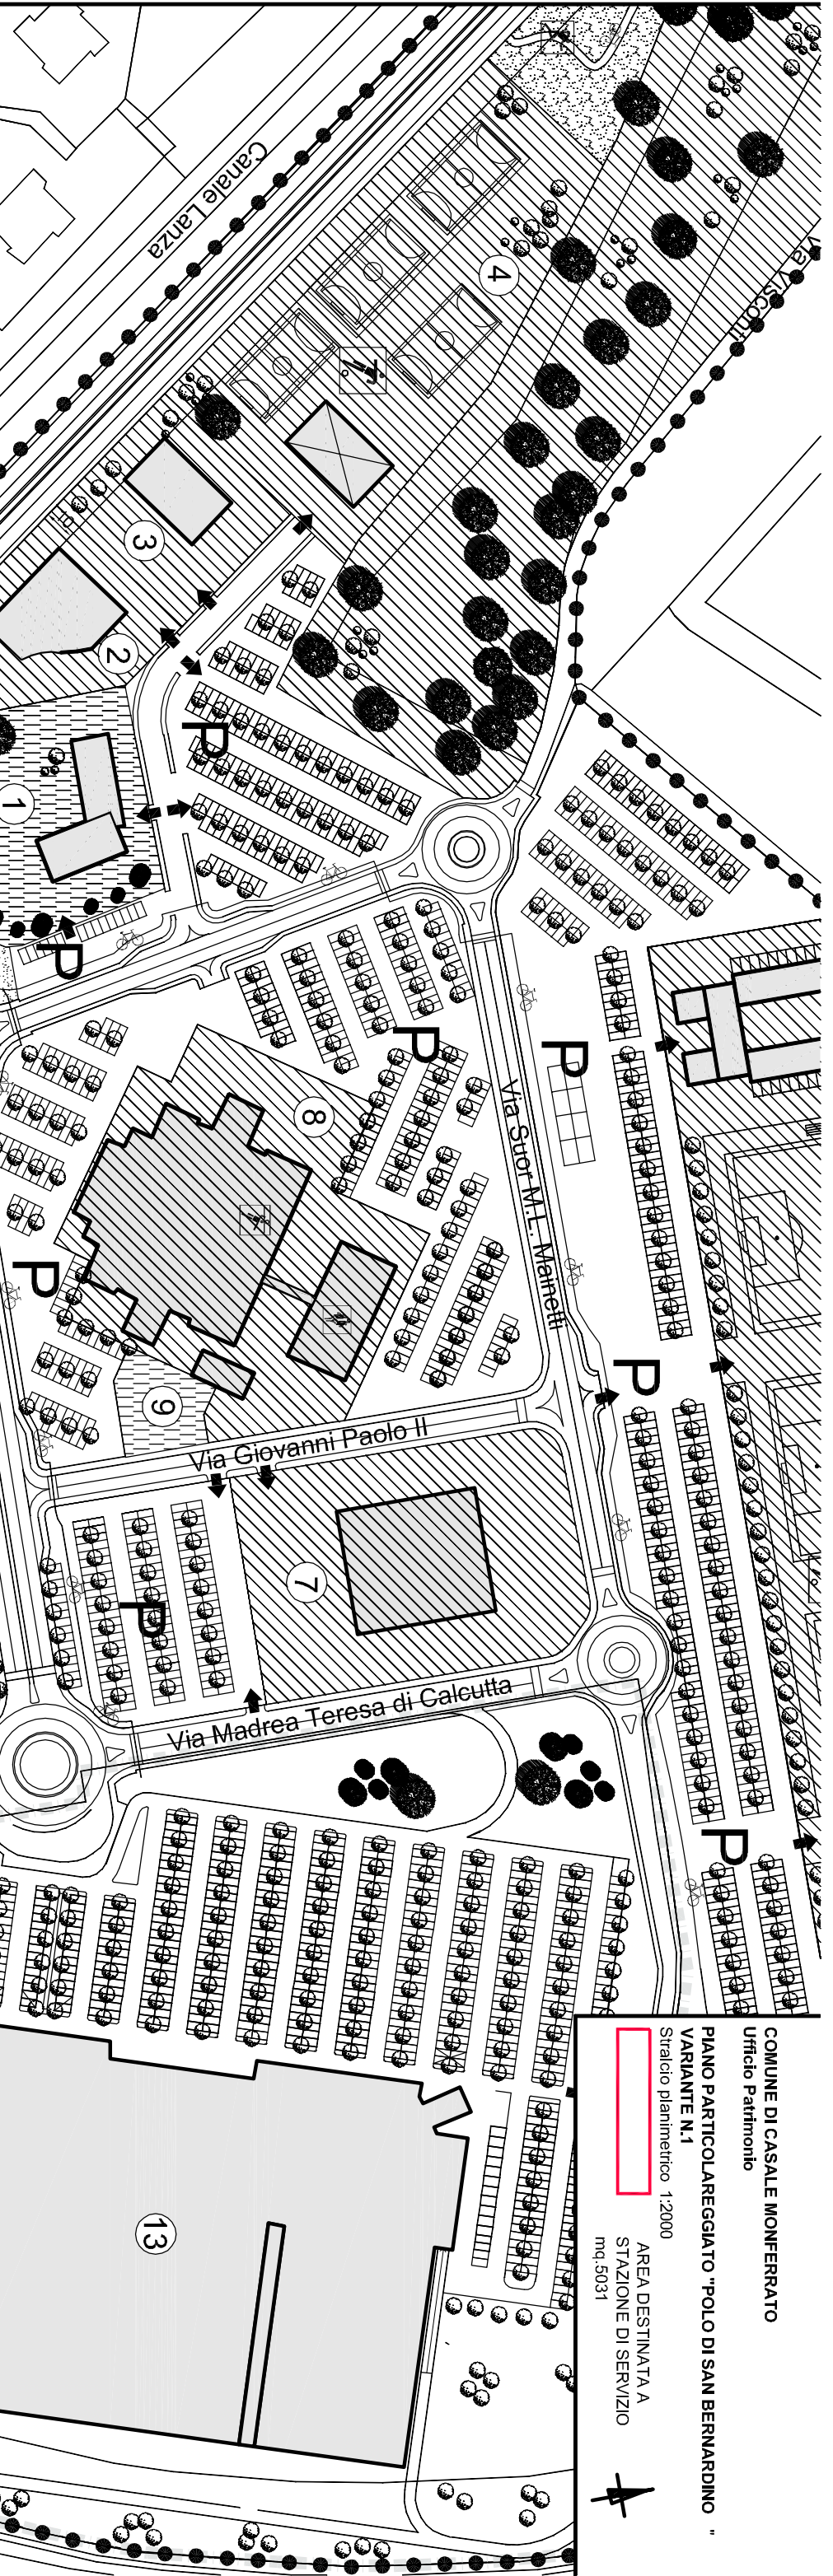 COMUNE DI CASALE MONFERRATO
Ufficio Patrimonio
PIANO PARTICOLAREGGIATO "POLO DI SAN BERNARDINO "
VARIANTE N.1
Stralcio planimetrico 1:2000
AREA DESTINATA A
STAZIONE DI SERVIZIO
mq.5031
Canale Lanza
Via Visconti
4
3
2
1
P
P
P
P
8
Via Suor M.L. Mainetti
P
P
9
Via Giovanni Paolo II
7
P
Via Madrea Teresa di Calcutta
P
13